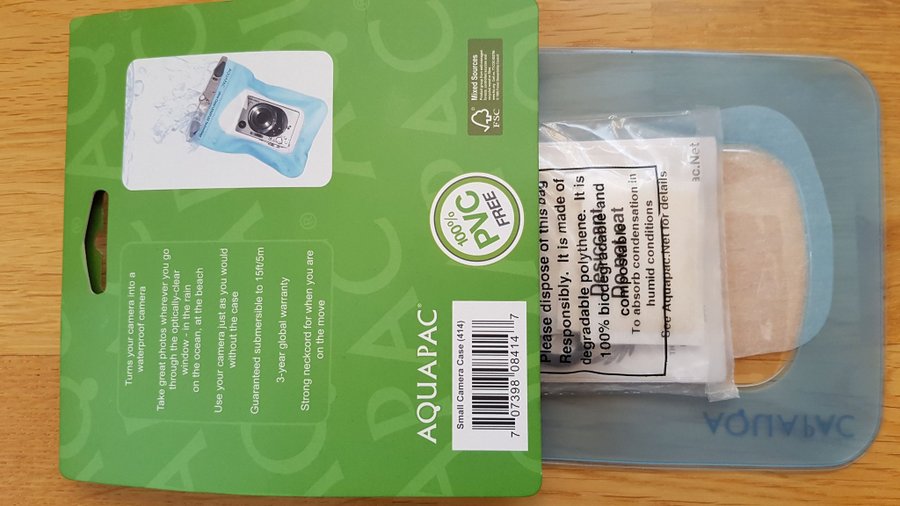 Turns your camera into a
waterproof camera
Take great photos wherever you go
through the optically-clear
window - in the rain
on the ocean, at the beach
Use your camera just as you would
without the case
Guaranteed submersible to 15ft/5m
3-year global warranty
Strong neckcord for when you are
on the move
AQUAPAC®
Small Camera Case (414)
7 07398 08414 7
100%
PVC
FREE
FSC
Mixed Sources
Please dispose of this bag
Responsibly. It is made of
degradable polythene. It is
100% biodegradable and
compostable
Desiccant
Do not eat
To absorb condensation in
humid conditions
See Aquapac.Net for details
ac.Net
AQUAPAC